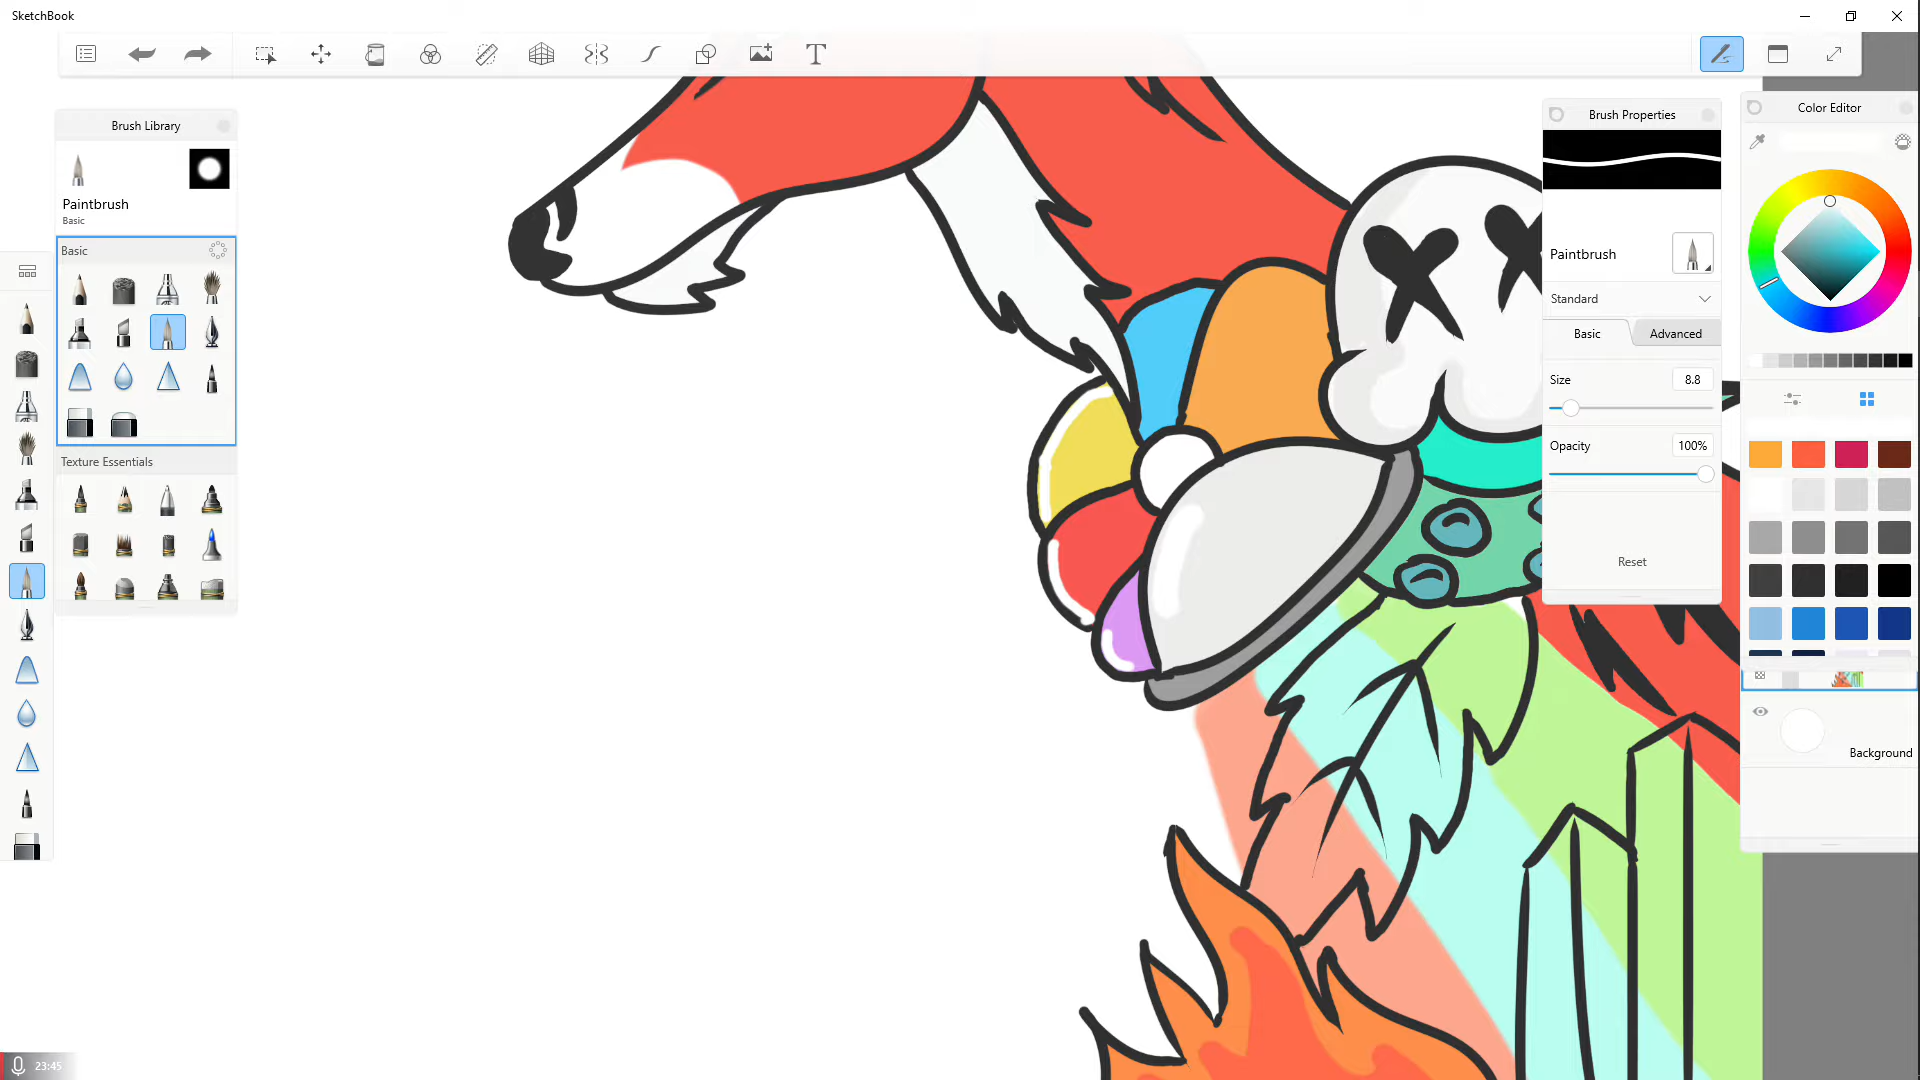 SketchBook
T
Brush Library
Paintbrush
Basic
Basic
Texture Essentials
Brush Properties
Paintbrush
Standard
Basic
Advanced
Size
8.8
Opacity
100%
Reset
Color Editor
Background
23:45